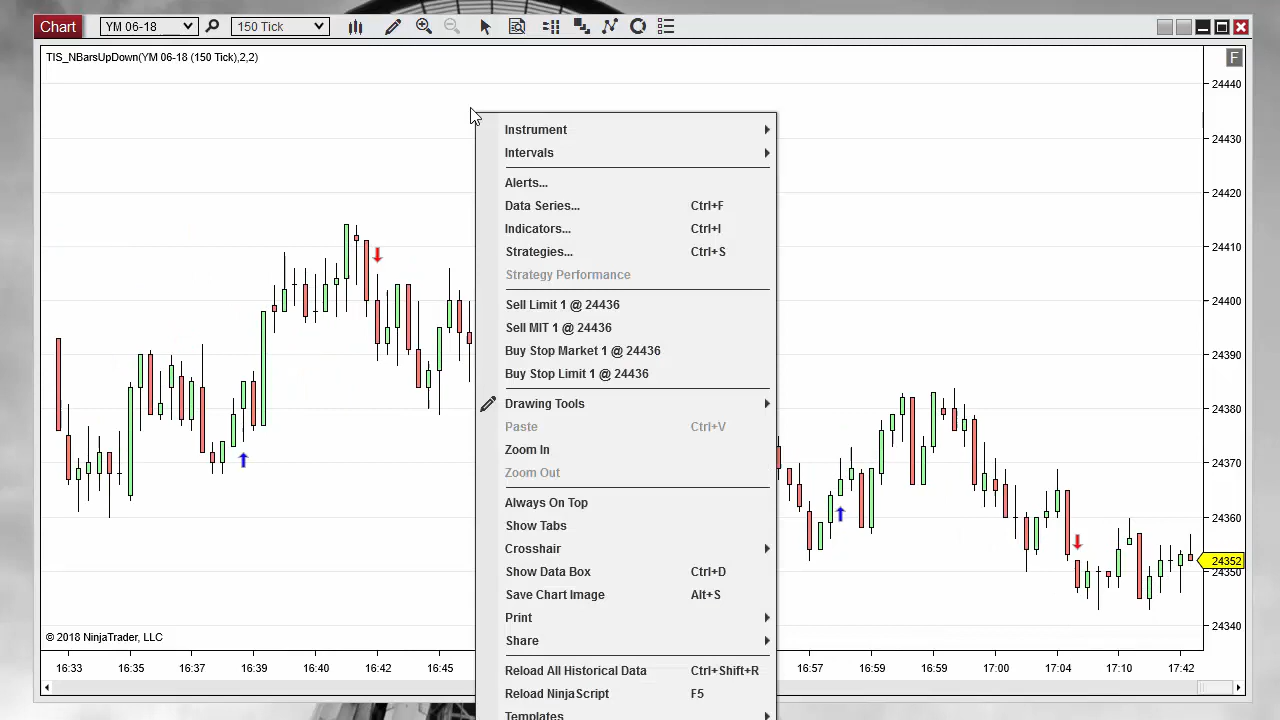 Chart
YM 06-18
150 Tick
TIS_NBarsUpDown(YM 06-18 (150 Tick),2,2)
F
24440
24430
24420
24410
24400
24390
24380
24370
24360
24352
24350
24340
Instrument
Intervals
Alerts...
Data Series... Ctrl+F
Indicators... Ctrl+I
Strategies... Ctrl+S
Strategy Performance
Sell Limit 1 @ 24436
Sell MIT 1 @ 24436
Buy Stop Market 1 @ 24436
Buy Stop Limit 1 @ 24436
Drawing Tools
Paste Ctrl+V
Zoom In
Zoom Out
Always On Top
Show Tabs
Crosshair
Show Data Box Ctrl+D
Save Chart Image Alt+S
Print
Share
Reload All Historical Data Ctrl+Shift+R
Reload NinjaScript F5
Templates
© 2018 NinjaTrader, LLC
16:33 16:35 16:37 16:39 16:40 16:42 16:45 16:57 16:59 16:59 17:00 17:04 17:10 17:42